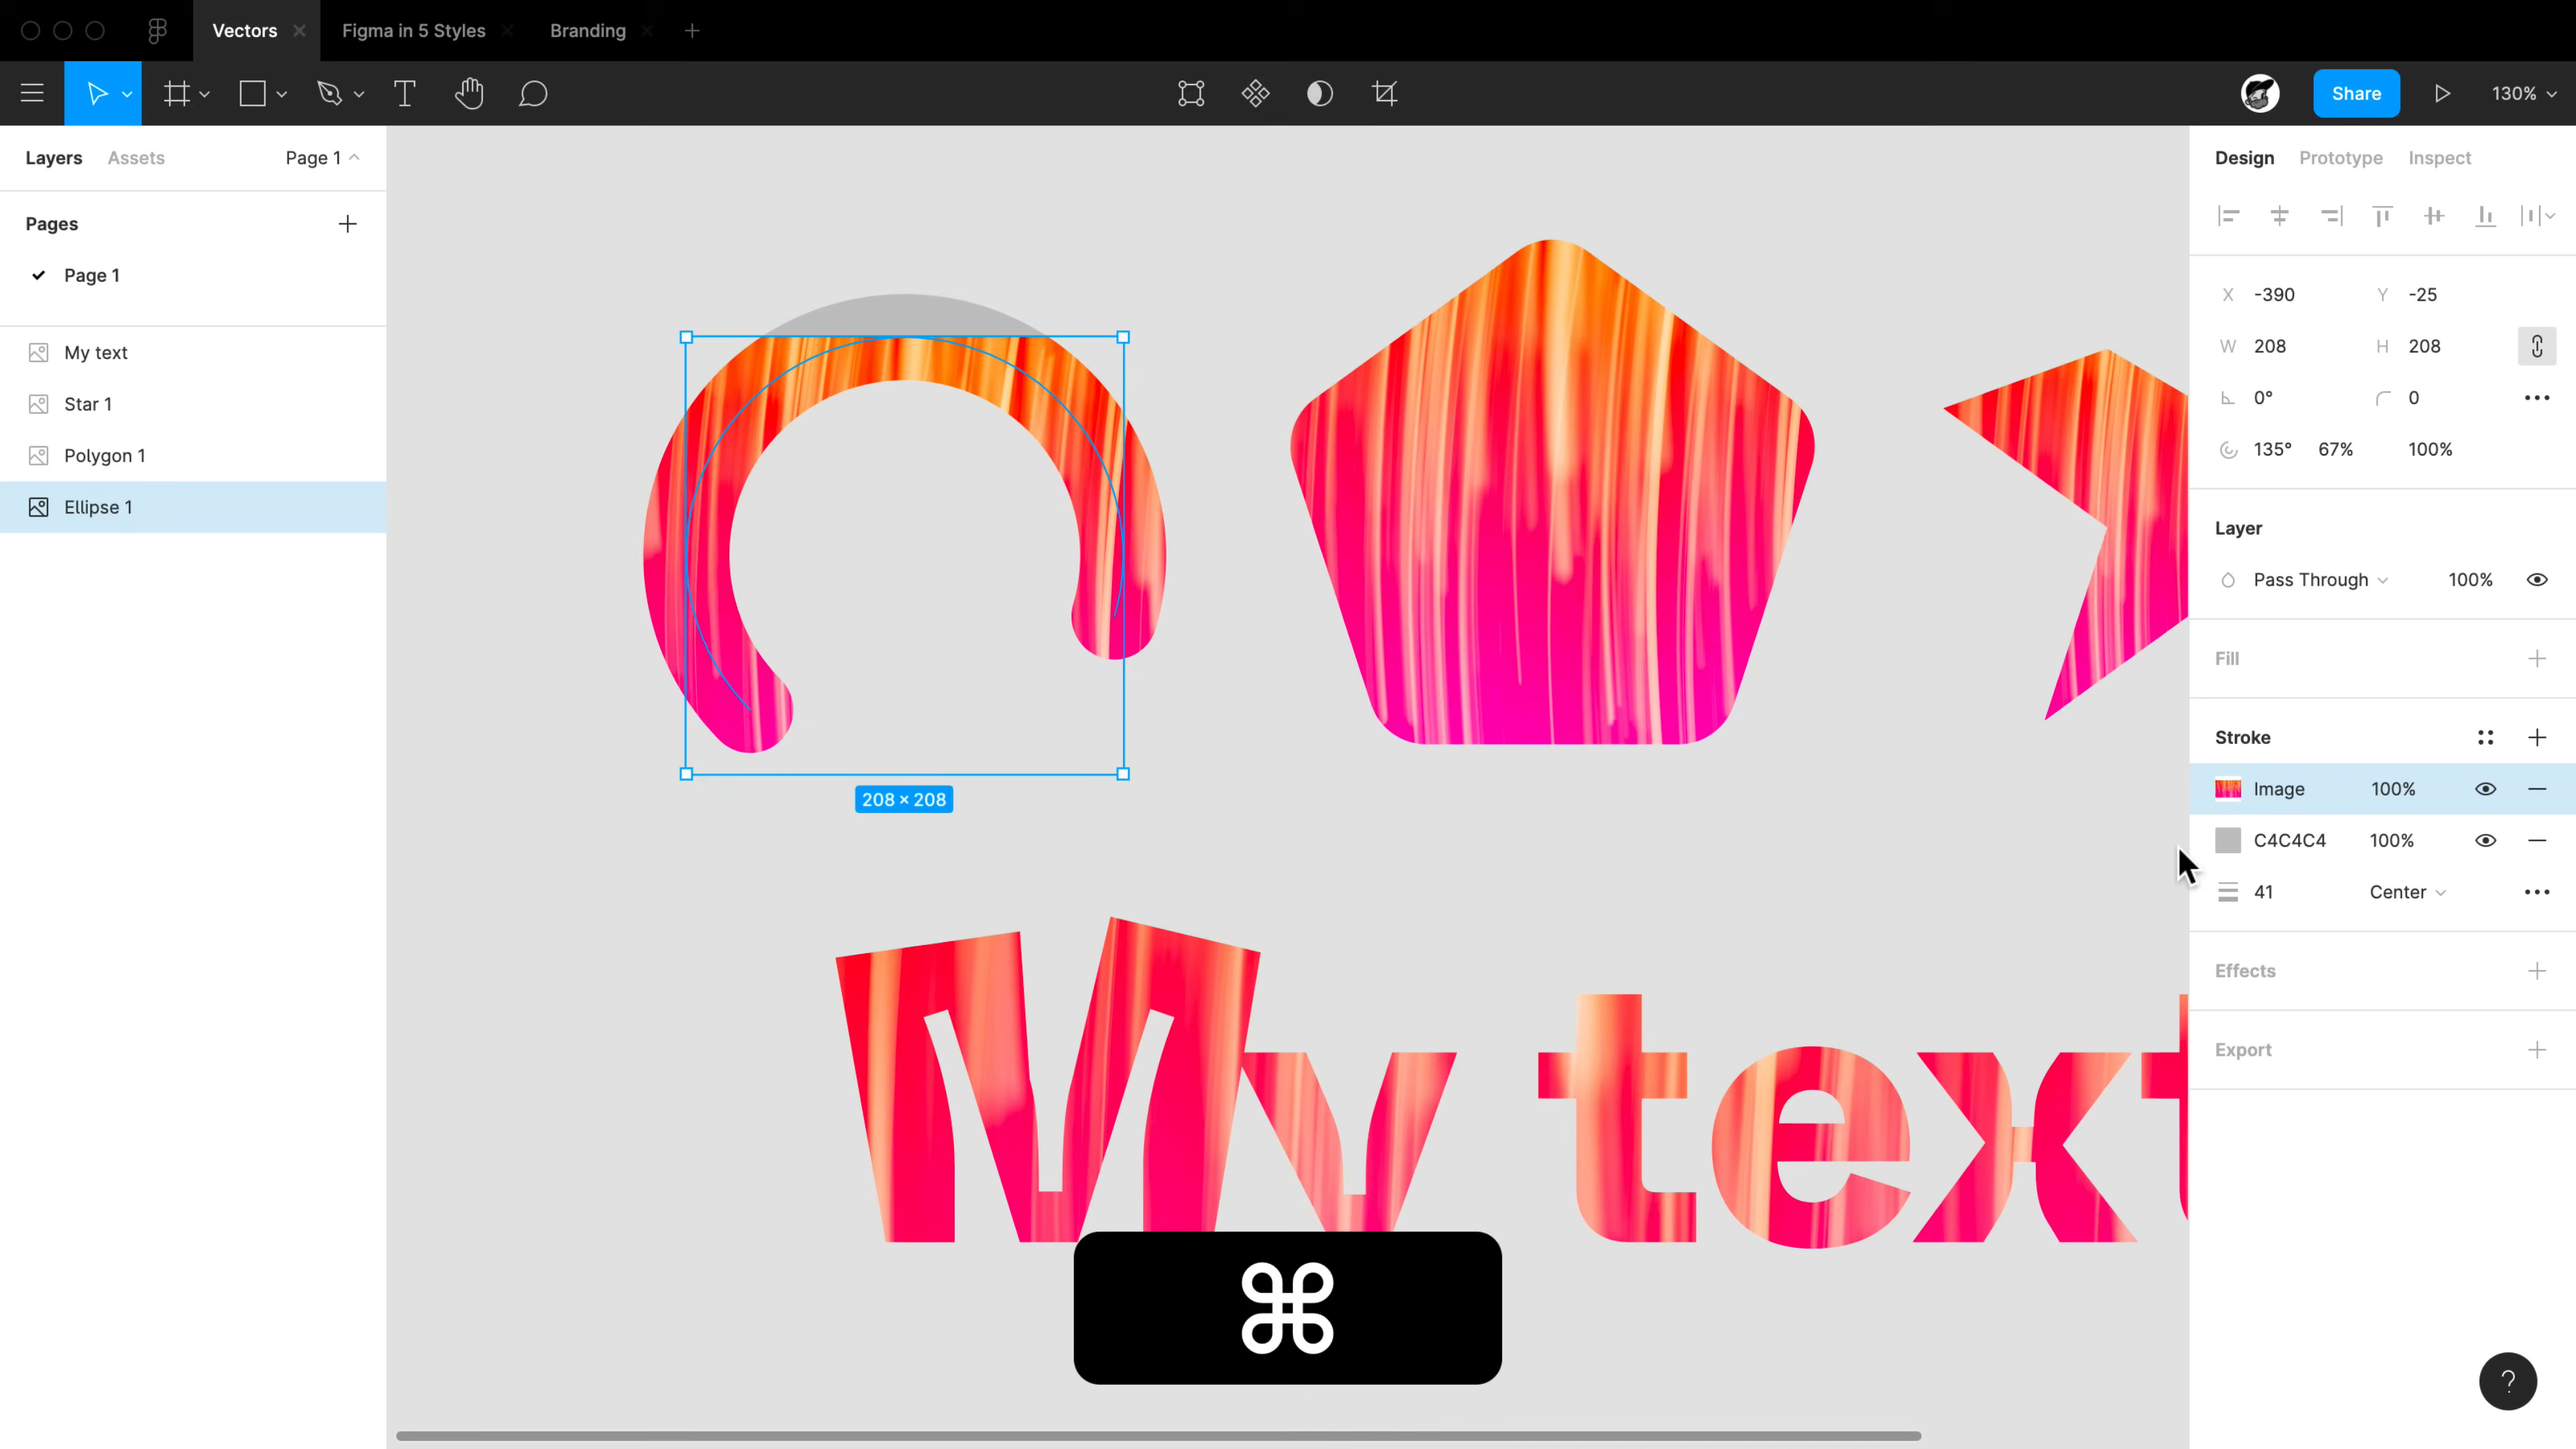 Vectors
Figma in 5 Styles
Branding
T
Share
130%
Layers
Assets
Page 1
Design
Prototype
Inspect
Pages
Page 1
X -390
Y -25
W 208
H 208
0°
0
135° 67%
100%
My text
Star 1
Polygon 1
Ellipse 1
Layer
Pass Through
100%
Fill
Stroke
Image
100%
C4C4C4
100%
41
Center
Effects
Export
208 × 208
My text
⌘
?